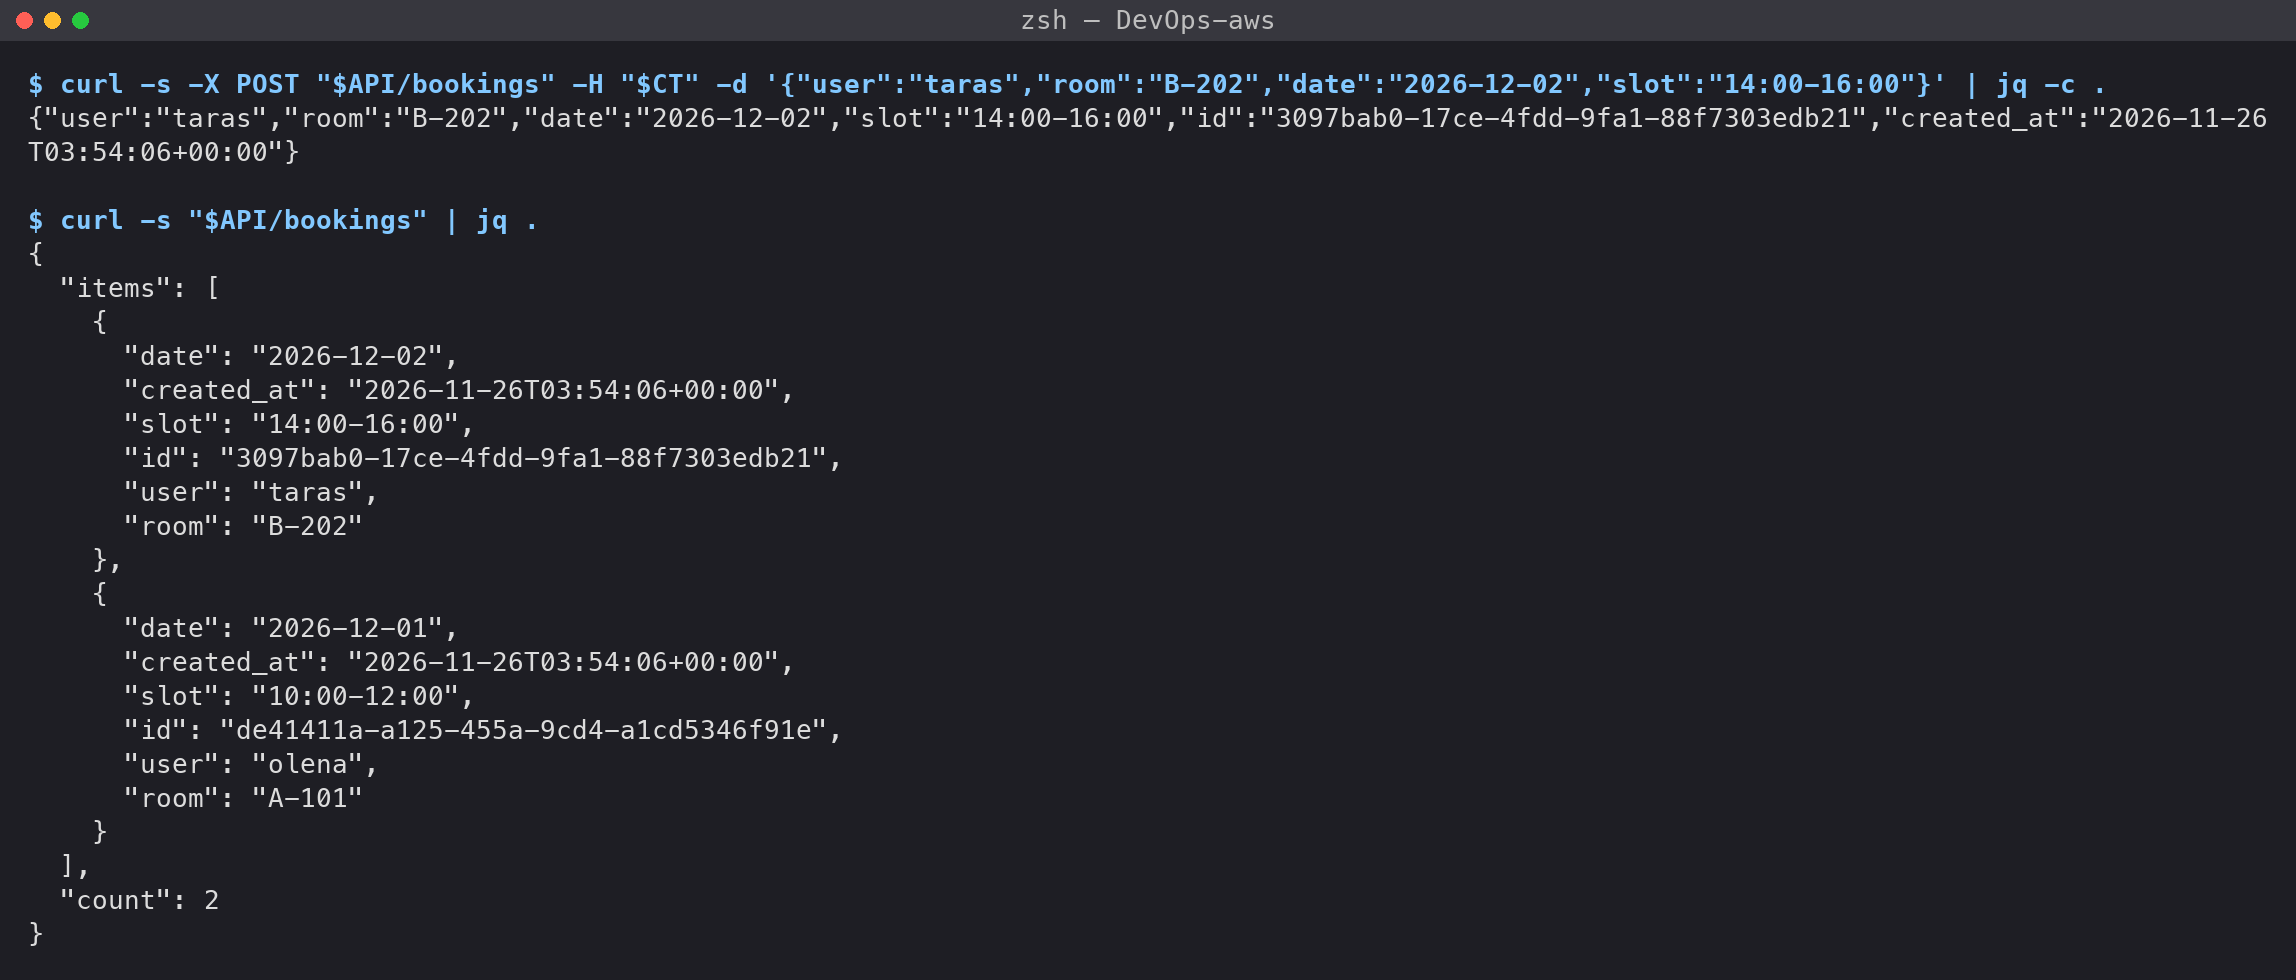 zsh — DevOps-aws
$ curl -s -X POST "$API/bookings" -H "$CT" -d '{"user":"taras","room":"B-202","date":"2026-12-02","slot":"14:00-16:00"}' | jq -c .
{"user":"taras","room":"B-202","date":"2026-12-02","slot":"14:00-16:00","id":"3097bab0-17ce-4fdd-9fa1-88f7303edb21","created_at":"2026-11-26
T03:54:06+00:00"}
$ curl -s "$API/bookings" | jq .
{
  "items": [
    {
      "date": "2026-12-02",
      "created_at": "2026-11-26T03:54:06+00:00",
      "slot": "14:00-16:00",
      "id": "3097bab0-17ce-4fdd-9fa1-88f7303edb21",
      "user": "taras",
      "room": "B-202"
    },
    {
      "date": "2026-12-01",
      "created_at": "2026-11-26T03:54:06+00:00",
      "slot": "10:00-12:00",
      "id": "de41411a-a125-455a-9cd4-a1cd5346f91e",
      "user": "olena",
      "room": "A-101"
    }
  ],
  "count": 2
}